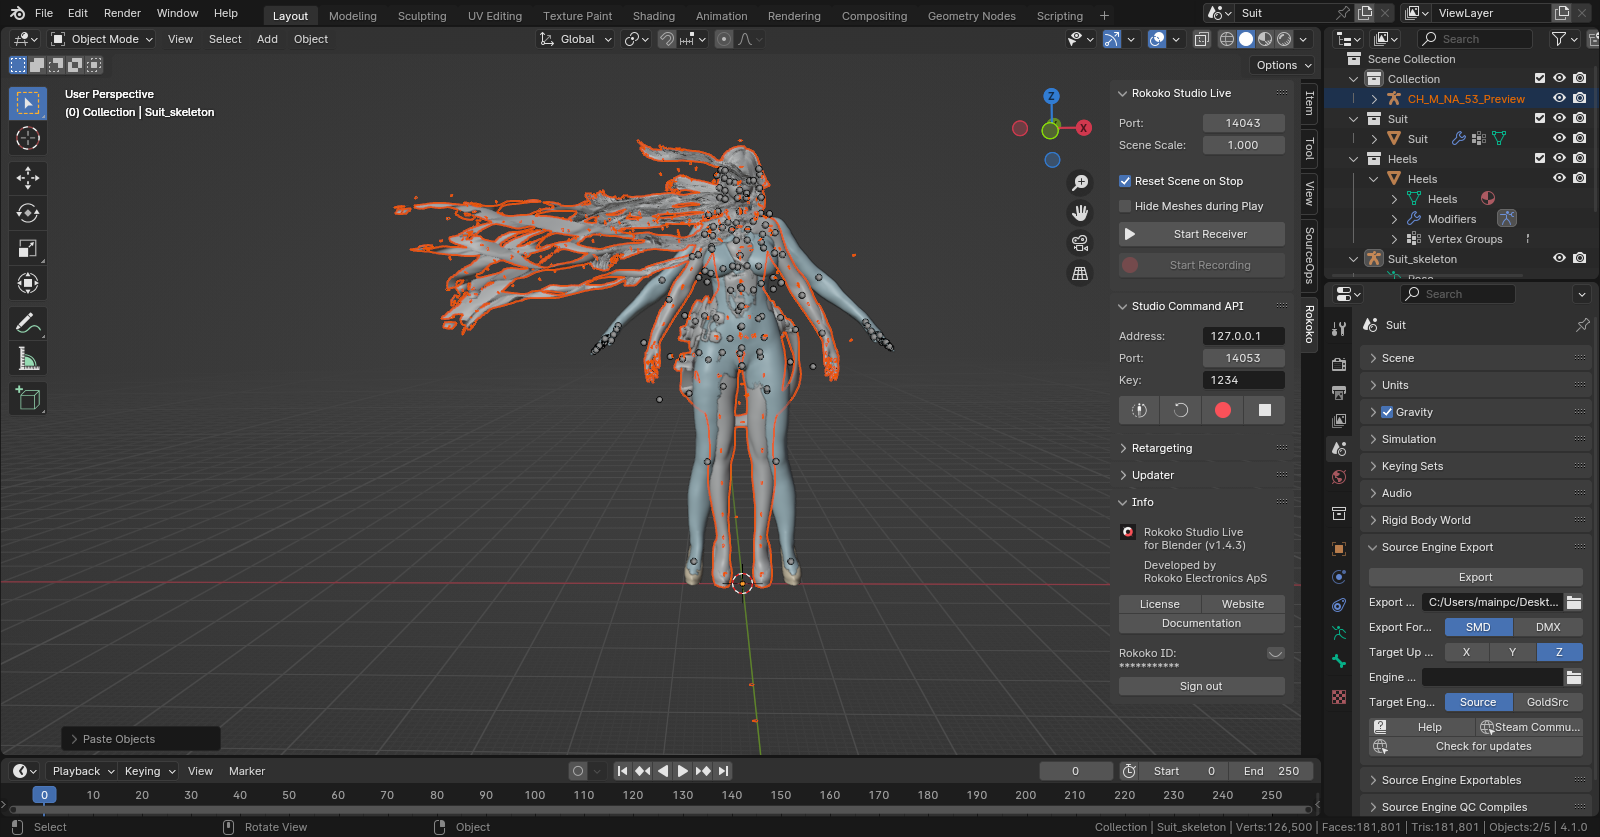 File Edit Render Window Help Layout Modeling Sculpting UV Editing Texture Paint Shading Animation Rendering Compositing Geometry Nodes Scripting + Suit ViewLayer
Object Mode View Select Add Object Global Search
Options
User Perspective
(0) Collection | Suit_skeleton
Z
X
Rokoko Studio Live
Port: 14043
Scene Scale: 1.000
Reset Scene on Stop
Hide Meshes during Play
Start Receiver
Start Recording
Studio Command API
Address: 127.0.0.1
Port: 14053
Key: 1234
Retargeting
Updater
Info
Rokoko Studio Live
for Blender (v1.4.3)
Developed by
Rokoko Electronics ApS
License Website
Documentation
Rokoko ID:
***********
Sign out
Item
Tool
View
SourceOps
Rokoko
Scene Collection
Collection
CH_M_NA_53_Preview
Suit
Suit
Heels
Heels
Heels
Modifiers
Vertex Groups
Suit_skeleton
Pose
Search
Suit
Scene
Units
Gravity
Simulation
Keying Sets
Audio
Rigid Body World
Source Engine Export
Export
Export ... C:/Users/mainpc/Deskt...
Export For... SMD DMX
Target Up ... X Y Z
Engine ...
Target Eng... Source GoldSrc
Help Steam Commu...
Check for updates
Source Engine Exportables
Source Engine QC Compiles
Paste Objects
Playback Keying View Marker 0 Start 0 End 250
0 10 20 30 40 50 60 70 80 90 100 110 120 130 140 150 160 170 180 190 200 210 220 230 240 250
Select Rotate View Object Collection | Suit_skeleton | Verts:126,500 | Faces:181,801 | Tris:181,801 | Objects:2/5 | 4.1.0